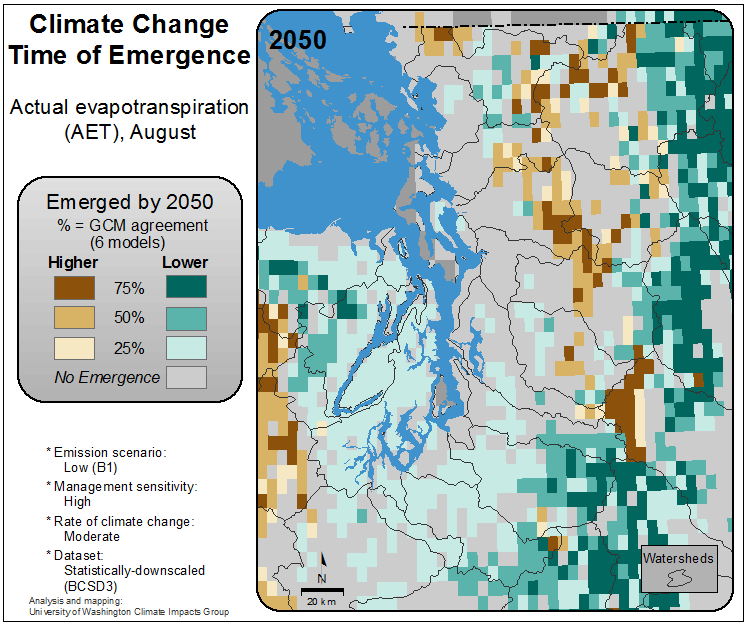 Climate Change
Time of Emergence
Actual evapotranspiration
(AET), August
Emerged by 2050
% = GCM agreement
(6 models)
Higher Lower
75%
50%
25%
No Emergence
* Emission scenario:
Low (B1)
* Management sensitivity:
High
* Rate of climate change:
Moderate
* Dataset:
Statistically-downscaled
(BCSD3)
Analysis and mapping:
University of Washington Climate Impacts Group
2050
N
20 km
Watersheds